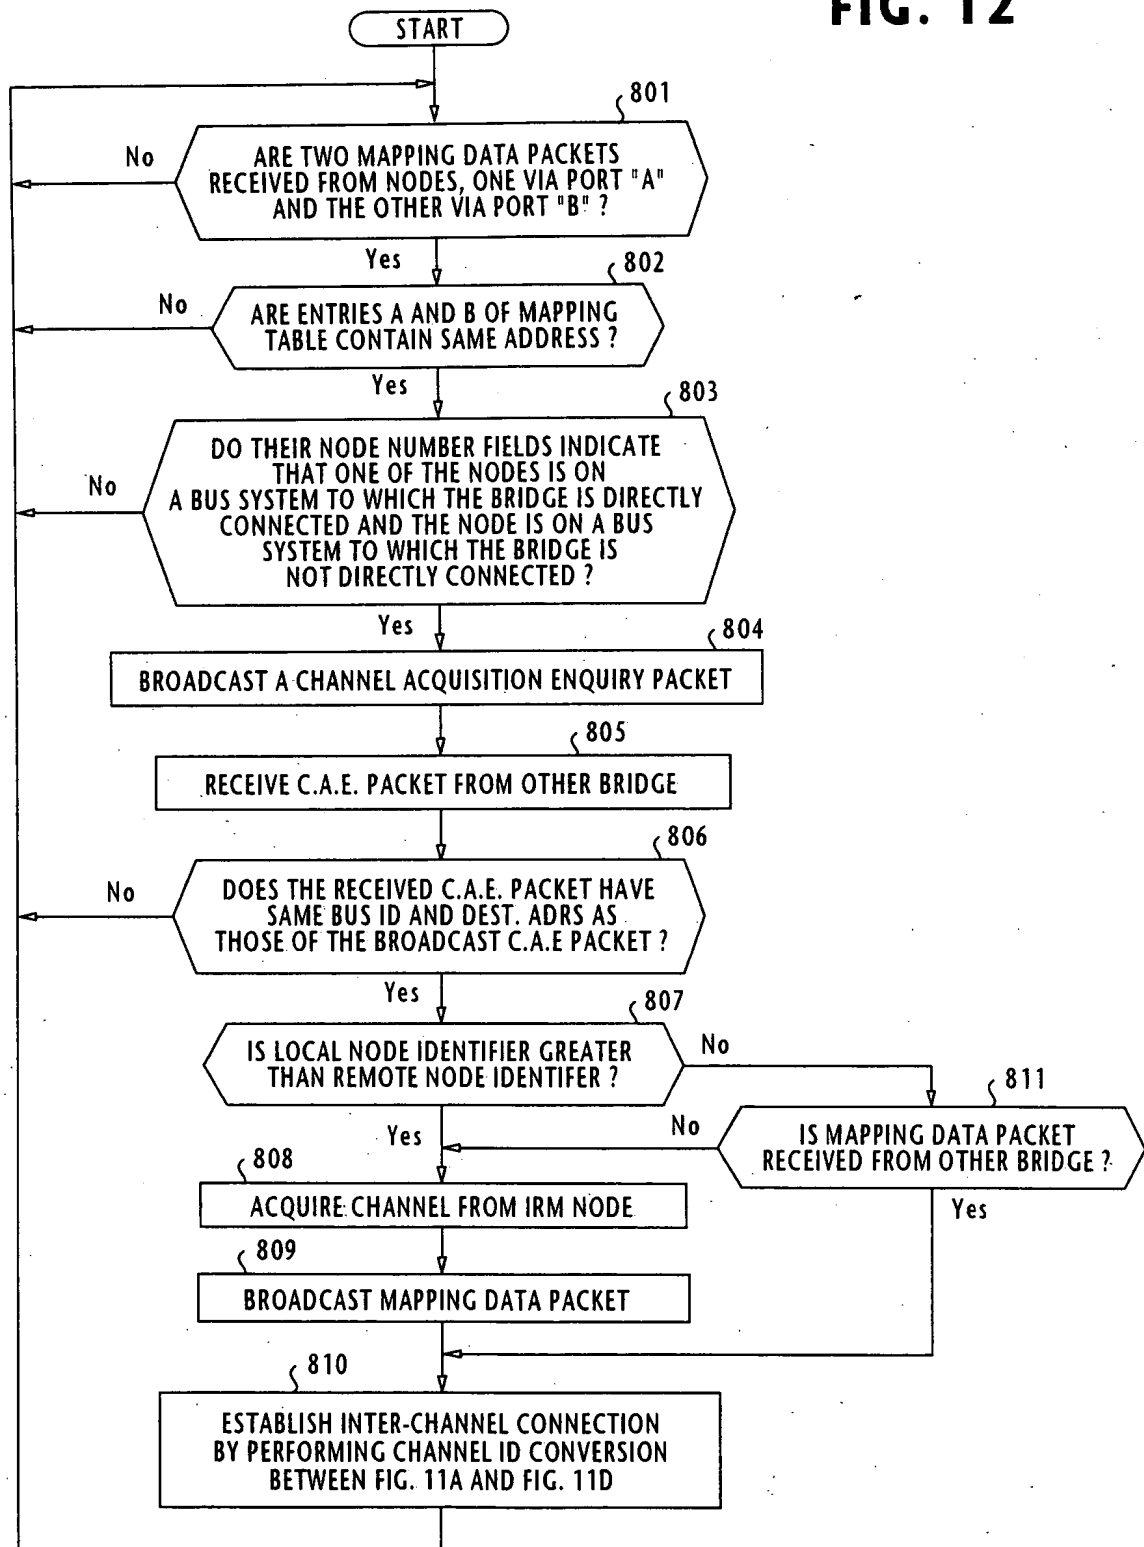 FIG. 12
START
801
ARE TWO MAPPING DATA PACKETS
RECEIVED FROM NODES, ONE VIA PORT "A"
AND THE OTHER VIA PORT "B" ?
No
Yes
802
ARE ENTRIES A AND B OF MAPPING
TABLE CONTAIN SAME ADDRESS ?
No
Yes
803
DO THEIR NODE NUMBER FIELDS INDICATE
THAT ONE OF THE NODES IS ON
A BUS SYSTEM TO WHICH THE BRIDGE IS DIRECTLY
CONNECTED AND THE NODE IS ON A BUS
SYSTEM TO WHICH THE BRIDGE IS
NOT DIRECTLY CONNECTED ?
No
Yes
804
BROADCAST A CHANNEL ACQUISITION ENQUIRY PACKET
805
RECEIVE C.A.E. PACKET FROM OTHER BRIDGE
806
DOES THE RECEIVED C.A.E. PACKET HAVE
SAME BUS ID AND DEST. ADRS AS
THOSE OF THE BROADCAST C.A.E PACKET ?
No
Yes
807
IS LOCAL NODE IDENTIFIER GREATER
THAN REMOTE NODE IDENTIFER ?
No
Yes
811
IS MAPPING DATA PACKET
RECEIVED FROM OTHER BRIDGE ?
No
Yes
808
ACQUIRE CHANNEL FROM IRM NODE
809
BROADCAST MAPPING DATA PACKET
810
ESTABLISH INTER-CHANNEL CONNECTION
BY PERFORMING CHANNEL ID CONVERSION
BETWEEN FIG. 11A AND FIG. 11D